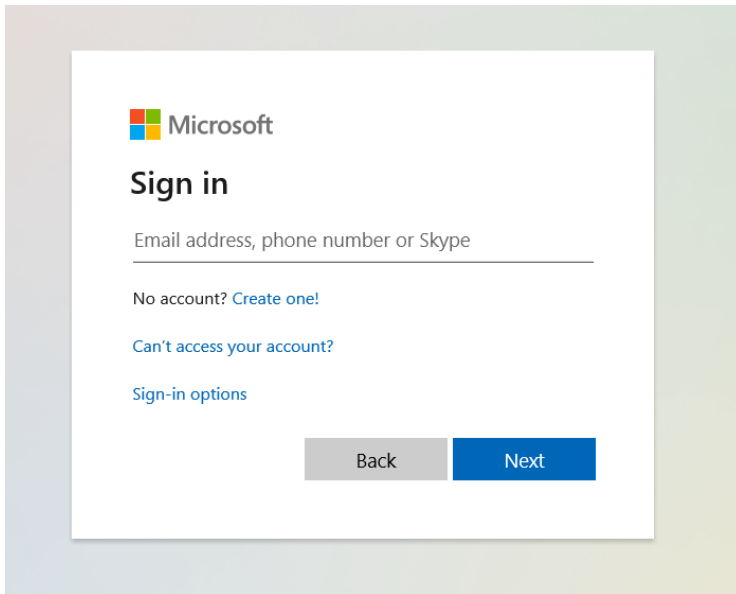 Microsoft
Sign in
Email address, phone number or Skype
No account? Create one!
Can't access your account?
Sign-in options
Back Next